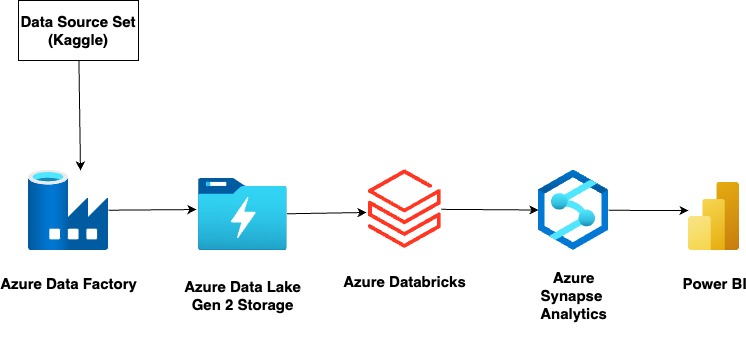 Data Source Set
(Kaggle)
Azure Data Factory
Azure Data Lake
Gen 2 Storage
Azure Databricks
Azure
Synapse
Analytics
Power BI